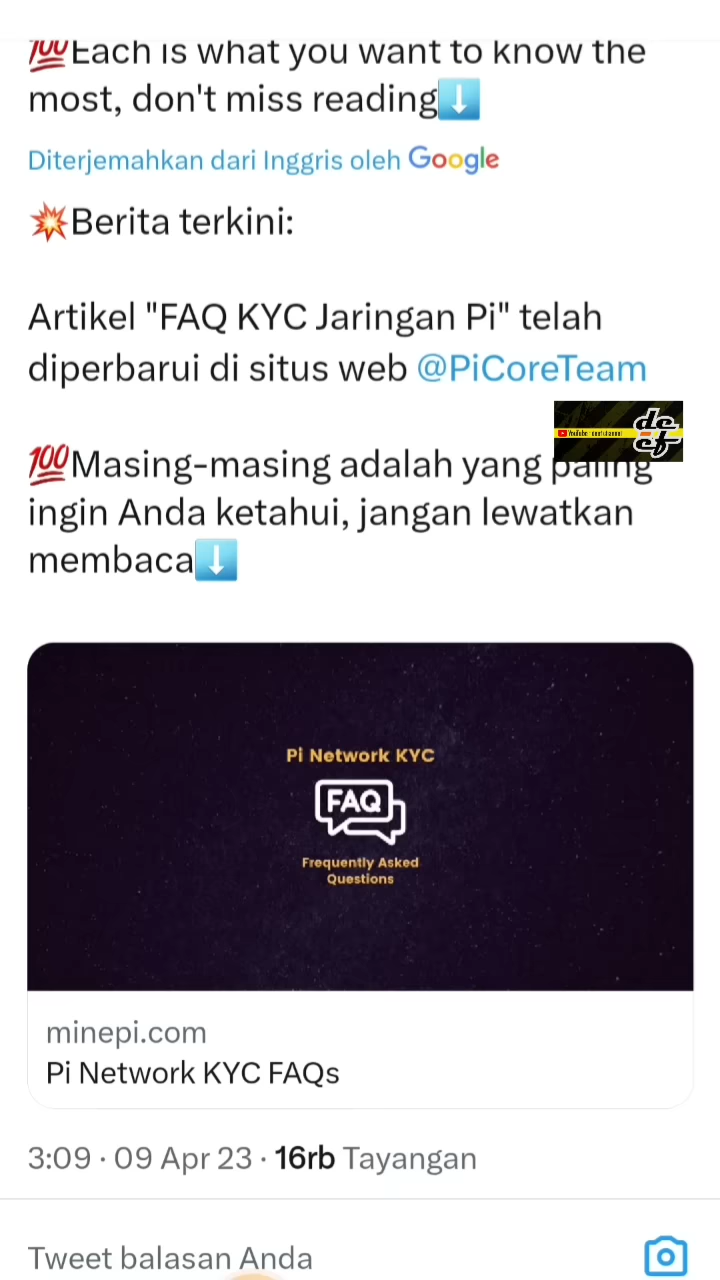 💯Each is what you want to know the
most, don't miss reading⬇️
Diterjemahkan dari Inggris oleh Google
💥Berita terkini:
Artikel "FAQ KYC Jaringan Pi" telah
diperbarui di situs web @PiCoreTeam
💯Masing-masing adalah yang paling
ingin Anda ketahui, jangan lewatkan
membaca⬇️
Pi Network KYC
FAQ
Frequently Asked
Questions
minepi.com
Pi Network KYC FAQs
3:09 · 09 Apr 23 · 16rb Tayangan
Tweet balasan Anda